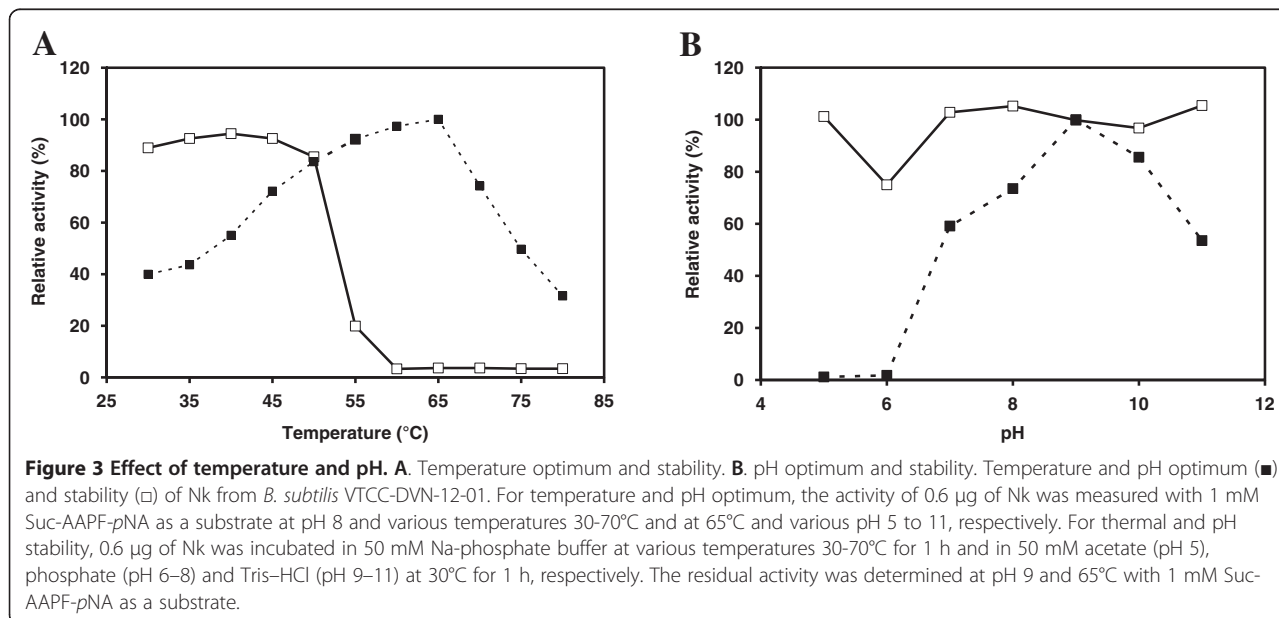 A
120
100
80
60
40
20
0
Relative activity (%)
25 35 45 55 65 75 85
Temperature (°C)
B
120
100
80
60
40
20
0
Relative activity (%)
4 6 8 10 12
pH
Figure 3 Effect of temperature and pH. A. Temperature optimum and stability. B. pH optimum and stability. Temperature and pH optimum (■)
and stability (□) of Nk from B. subtilis VTCC-DVN-12-01. For temperature and pH optimum, the activity of 0.6 μg of Nk was measured with 1 mM
Suc-AAPF-pNA as a substrate at pH 8 and various temperatures 30-70°C and at 65°C and various pH 5 to 11, respectively. For thermal and pH
stability, 0.6 μg of Nk was incubated in 50 mM Na-phosphate buffer at various temperatures 30-70°C for 1 h and in 50 mM acetate (pH 5),
phosphate (pH 6–8) and Tris–HCl (pH 9–11) at 30°C for 1 h, respectively. The residual activity was determined at pH 9 and 65°C with 1 mM Suc-
AAPF-pNA as a substrate.